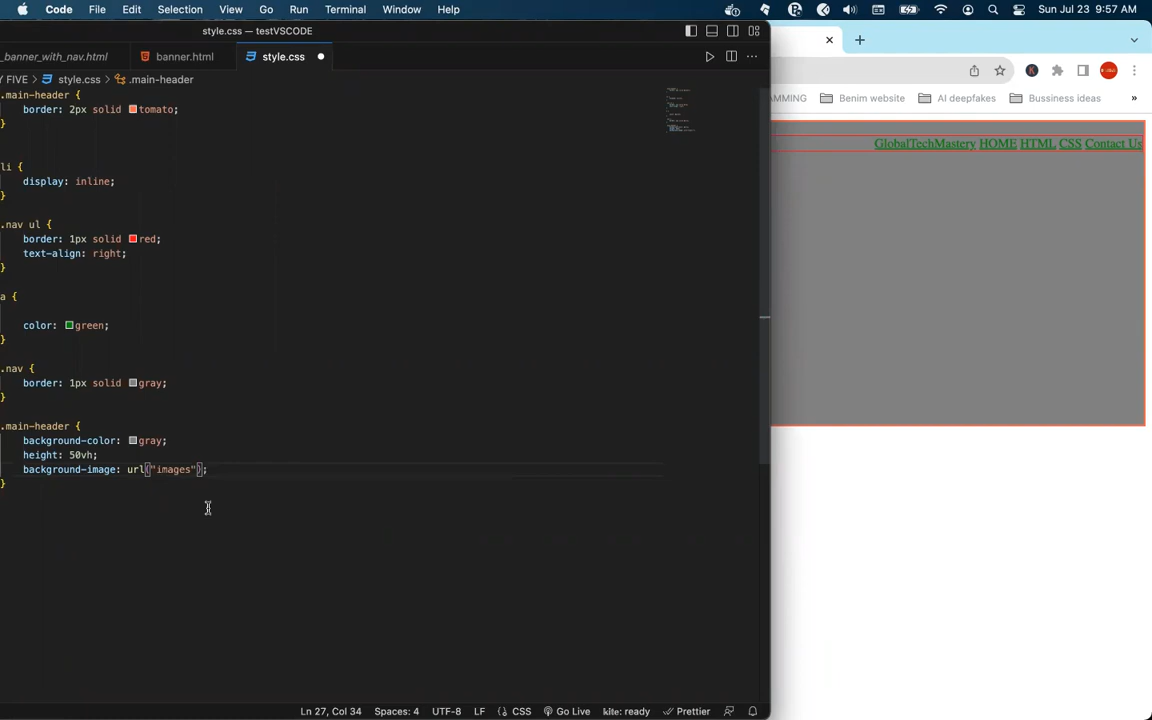 Code File Edit Selection View Go Run Terminal Window Help Sun Jul 23 9:57 AM
style.css — testVSCODE
_banner_with_nav.html banner.html style.css
Y FIVE > style.css > .main-header
AMMING Benim website AI deepfakes Bussiness Ideas »
.main-header {
border: 2px solid tomato;
}
li {
display: inline;
}
.nav ul {
border: 1px solid red;
text-align: right;
}
a {
color: green;
}
.nav {
border: 1px solid gray;
}
.main-header {
background-color: gray;
height: 50vh;
background-image: url("images");
}
GlobalTechMastery HOME HTML CSS Contact Us
Ln 27, Col 34 Spaces: 4 UTF-8 LF CSS Go Live kite: ready Prettier